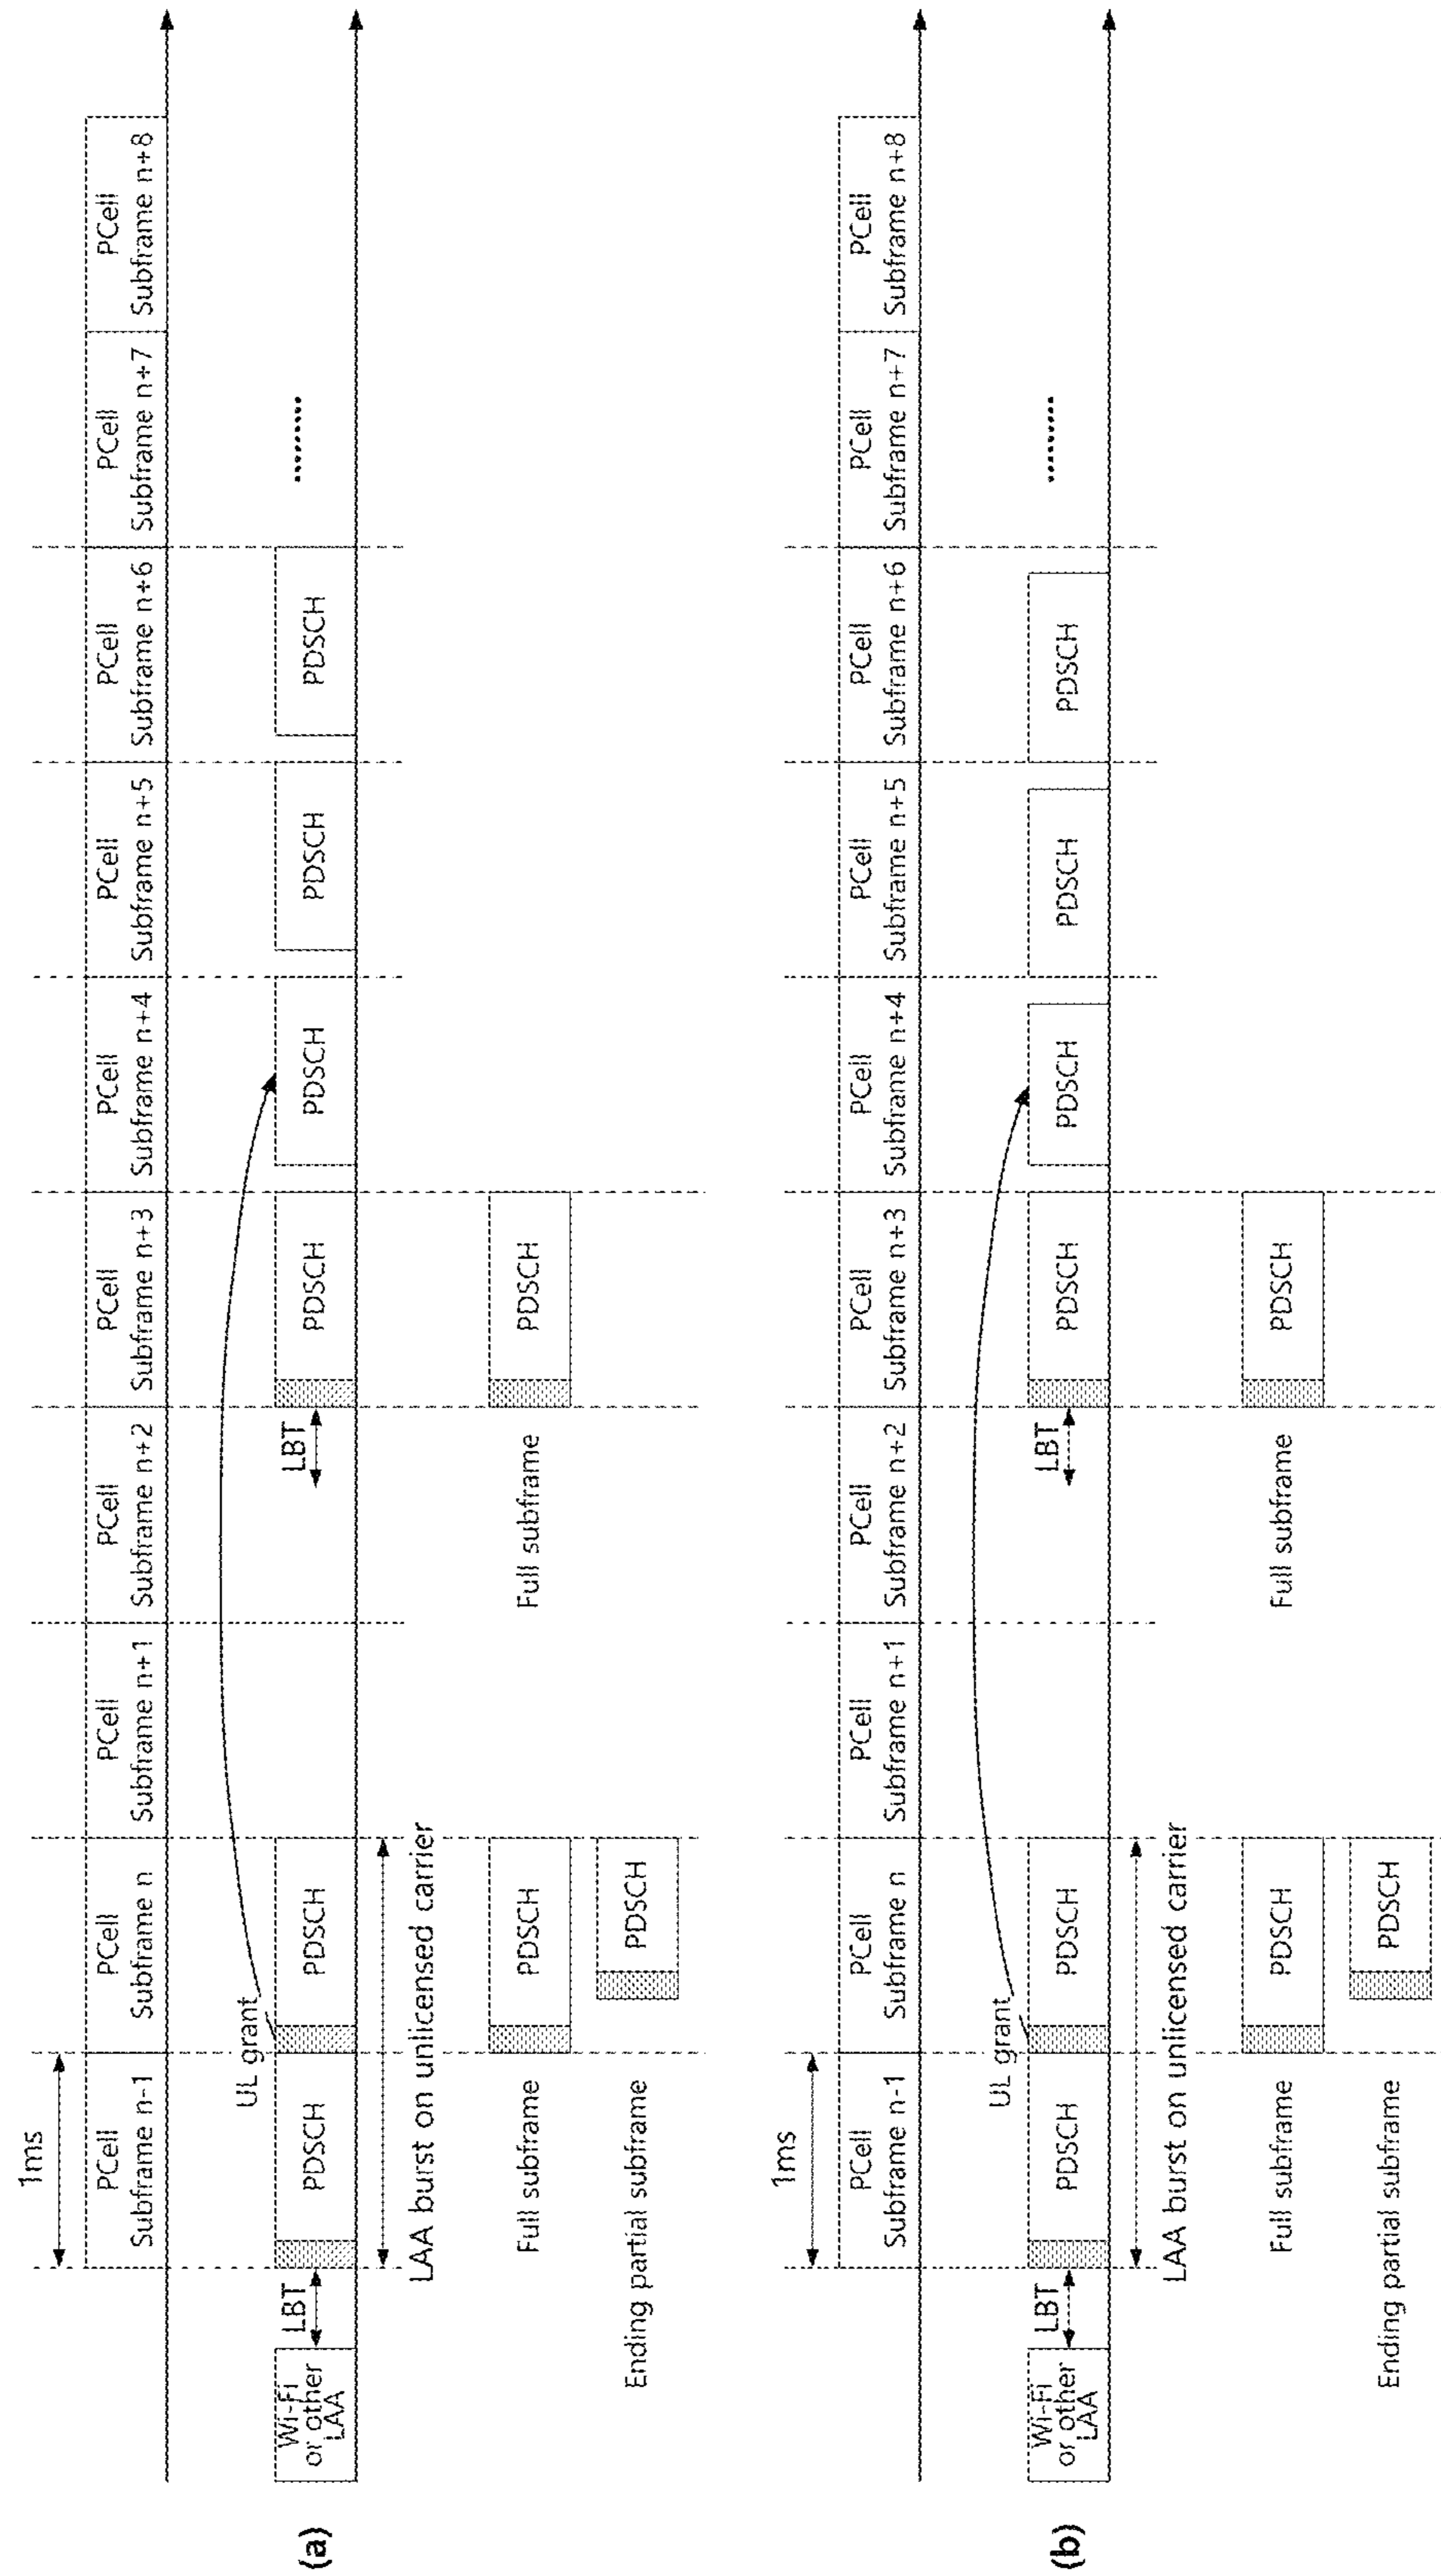 (a)
1ms
PCell
Subframe n-1
PCell
Subframe n
PCell
Subframe n+1
PCell
Subframe n+2
PCell
Subframe n+3
PCell
Subframe n+4
PCell
Subframe n+5
PCell
Subframe n+6
PCell
Subframe n+7
PCell
Subframe n+8
UL grant
Wi-Fi
or other
LAA
LBT
PDSCH
PDSCH
LBT
PDSCH
PDSCH
PDSCH
PDSCH
........
LAA burst on unlicensed carrier
Full subframe
PDSCH
Full subframe
PDSCH
Ending partial subframe
PDSCH
(b)
1ms
PCell
Subframe n-1
PCell
Subframe n
PCell
Subframe n+1
PCell
Subframe n+2
PCell
Subframe n+3
PCell
Subframe n+4
PCell
Subframe n+5
PCell
Subframe n+6
PCell
Subframe n+7
PCell
Subframe n+8
UL grant
Wi-Fi
or other
LAA
LBT
PDSCH
PDSCH
LBT
PDSCH
PDSCH
PDSCH
PDSCH
........
LAA burst on unlicensed carrier
Full subframe
PDSCH
Full subframe
PDSCH
Ending partial subframe
PDSCH